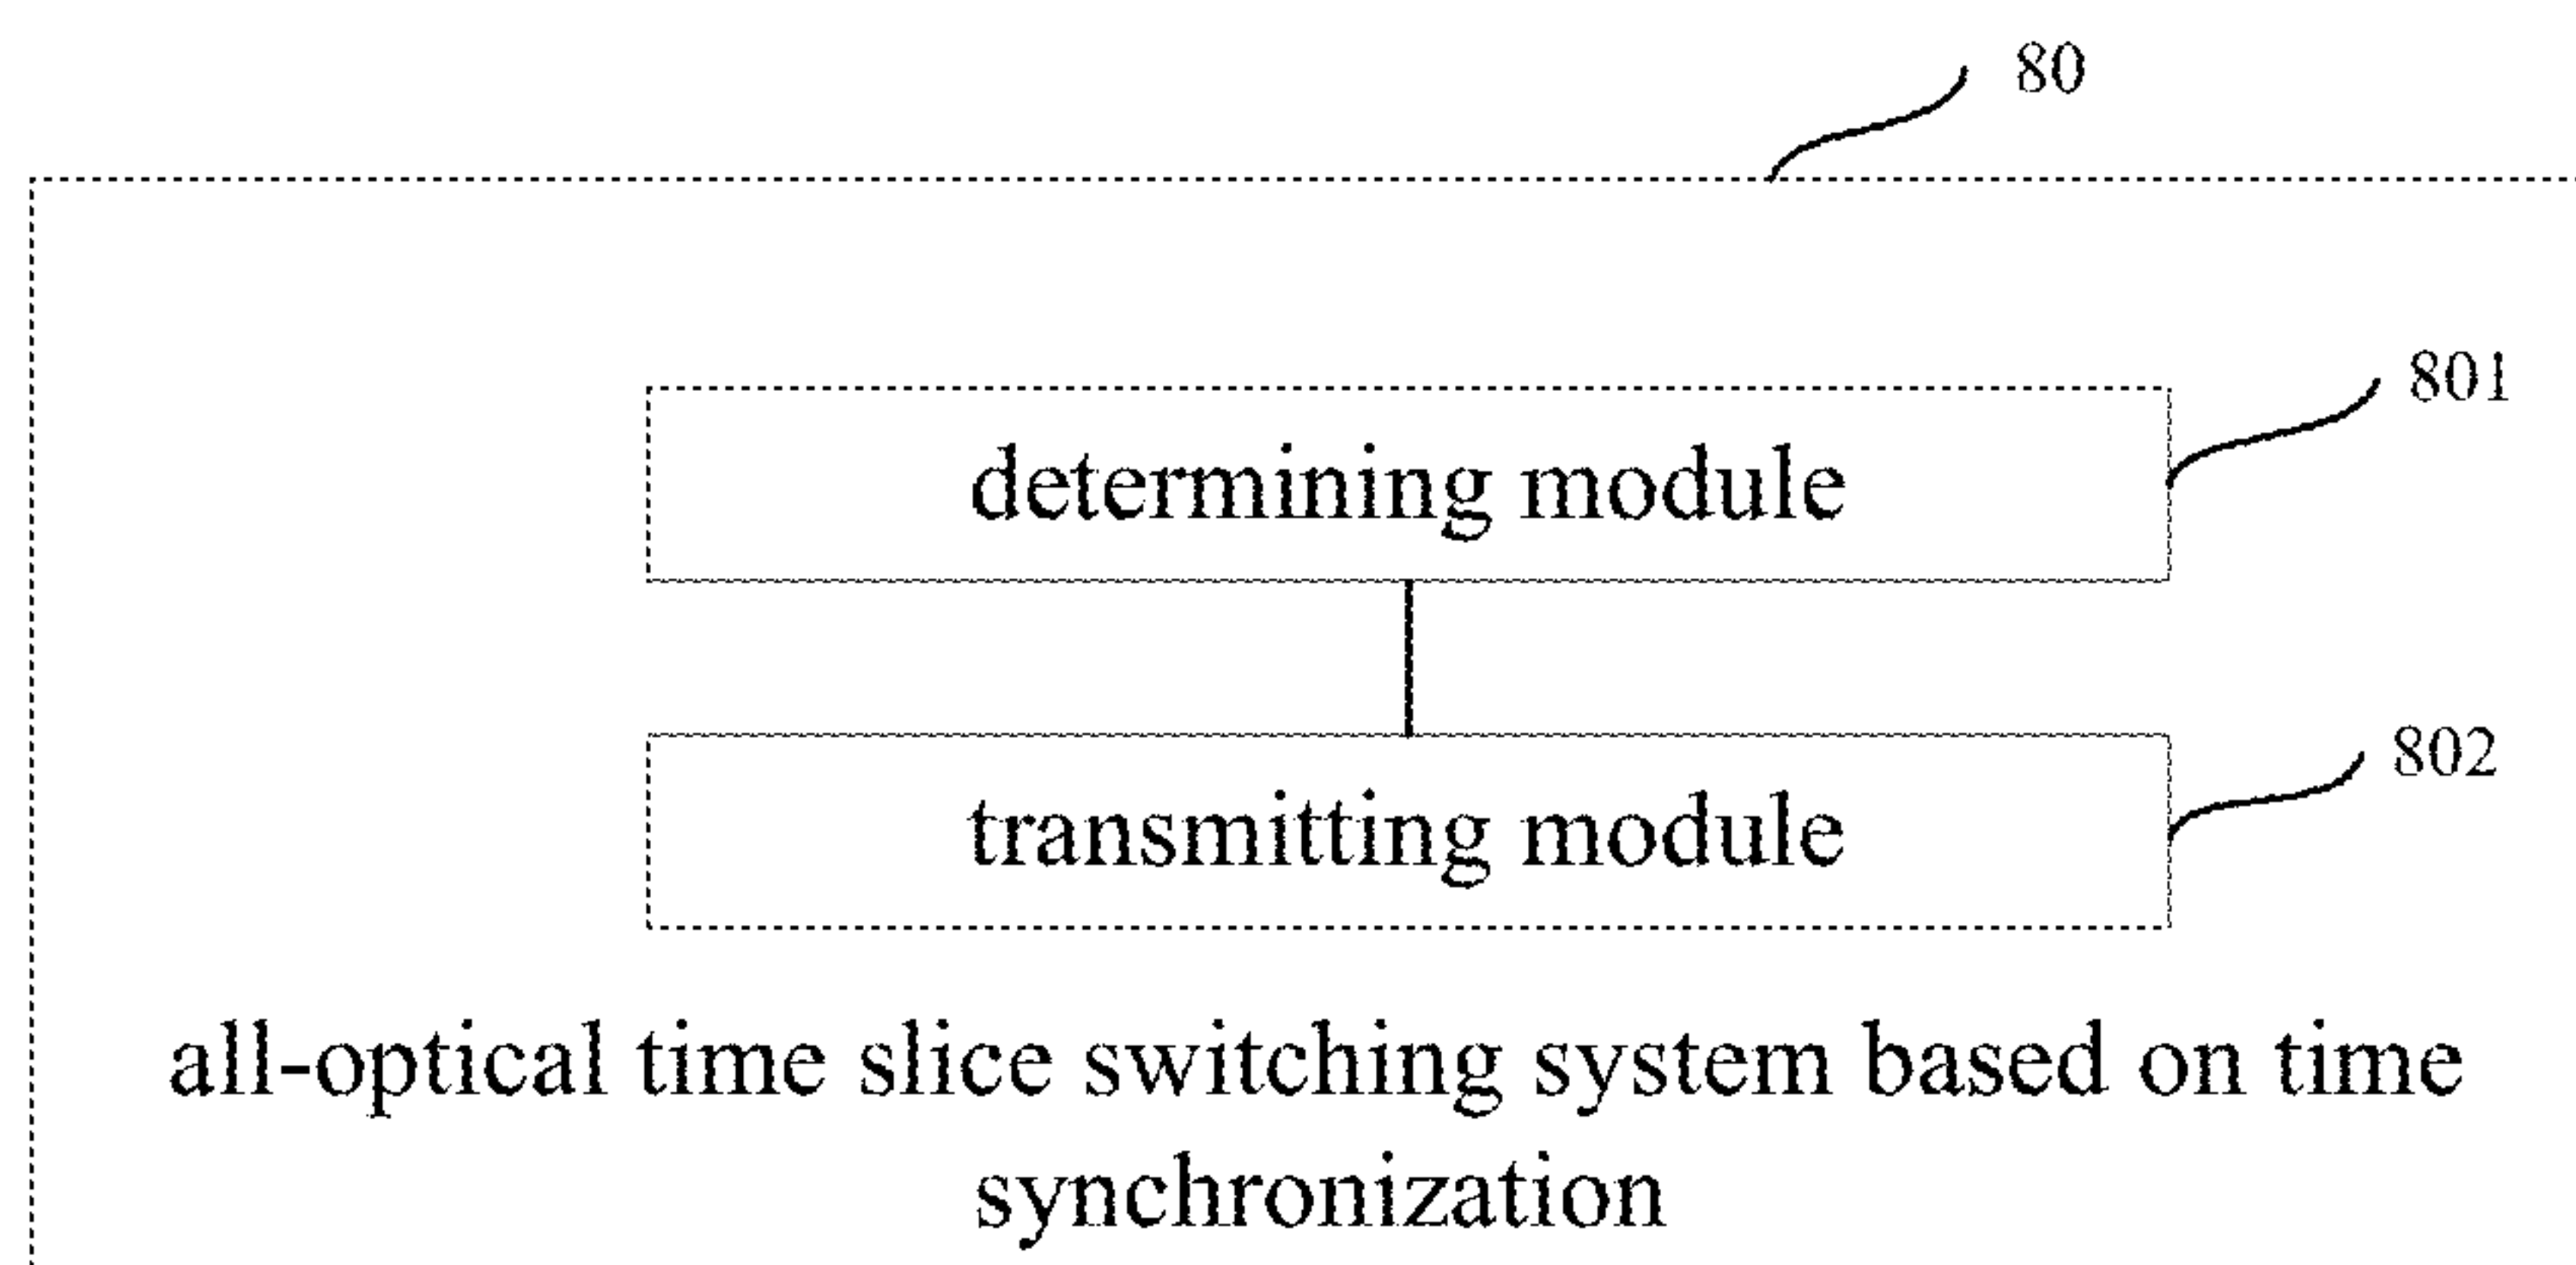 80
801
determining module
802
transmitting module
all-optical time slice switching system based on time
synchronization